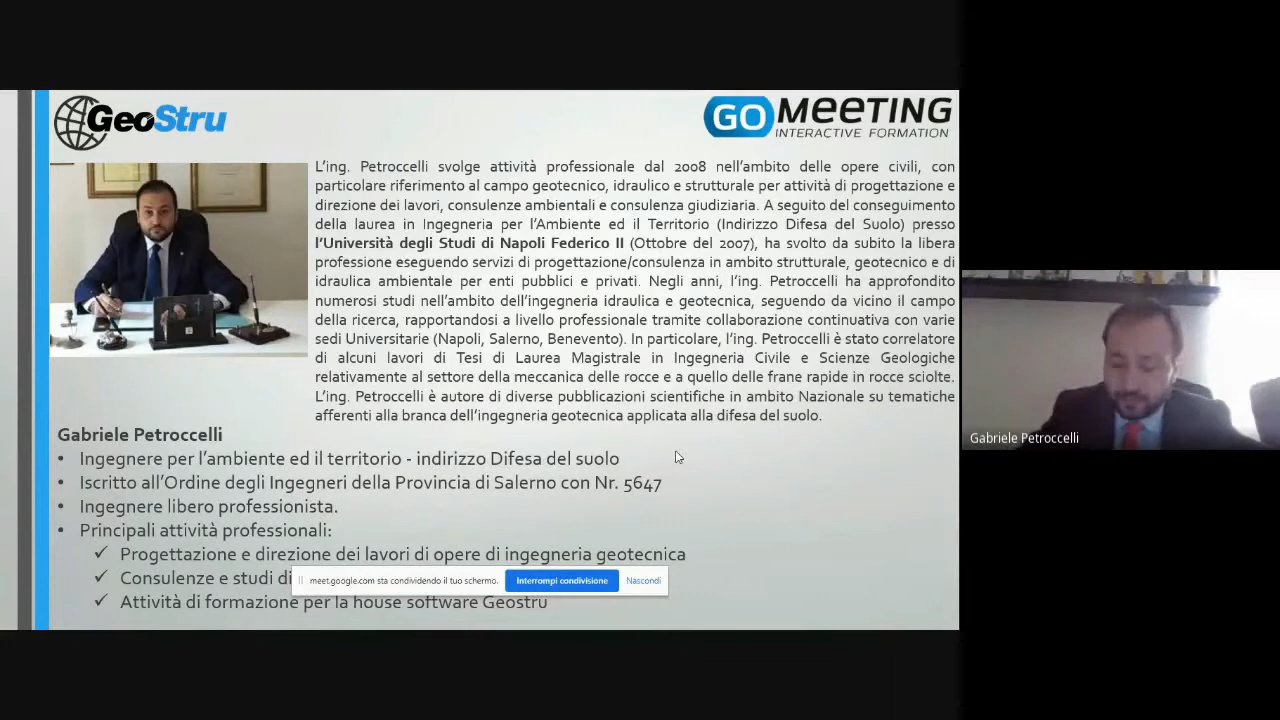 GeoStru
GO MEETING
INTERACTIVE FORMATION
L'ing. Petroccelli svolge attività professionale dal 2008 nell'ambito delle opere civili, con
particolare riferimento al campo geotecnico, idraulico e strutturale per attività di progettazione e
direzione dei lavori, consulenze ambientali e consulenza giudiziaria. A seguito del conseguimento
della laurea in Ingegneria per l'Ambiente ed il Territorio (Indirizzo Difesa del Suolo) presso
l'Università degli Studi di Napoli Federico II (Ottobre del 2007), ha svolto da subito la libera
professione eseguendo servizi di progettazione/consulenza in ambito strutturale, geotecnico e di
idraulica ambientale per enti pubblici e privati. Negli anni, l'ing. Petroccelli ha approfondito
numerosi studi nell'ambito dell'ingegneria idraulica e geotecnica, seguendo da vicino il campo
della ricerca, rapportandosi a livello professionale tramite collaborazione continuativa con varie
sedi Universitarie (Napoli, Salerno, Benevento). In particolare, l'ing. Petroccelli è stato correlatore
di alcuni lavori di Tesi di Laurea Magistrale in Ingegneria Civile e Scienze Geologiche
relativamente al settore della meccanica delle rocce e a quello delle frane rapide in rocce sciolte.
L'ing. Petroccelli è autore di diverse pubblicazioni scientifiche in ambito Nazionale su tematiche
afferenti alla branca dell'ingegneria geotecnica applicata alla difesa del suolo.
Gabriele Petroccelli
• Ingegnere per l'ambiente ed il territorio - indirizzo Difesa del suolo
• Iscritto all'Ordine degli Ingegneri della Provincia di Salerno con Nr. 5647
• Ingegnere libero professionista.
• Principali attività professionali:
✓ Progettazione e direzione dei lavori di opere di ingegneria geotecnica
✓ Consulenze e studi di
meet.google.com sta condividendo il tuo schermo. Interrompi condivisione Nascondi
✓ Attività di formazione per la house software Geostru
Gabriele Petroccelli